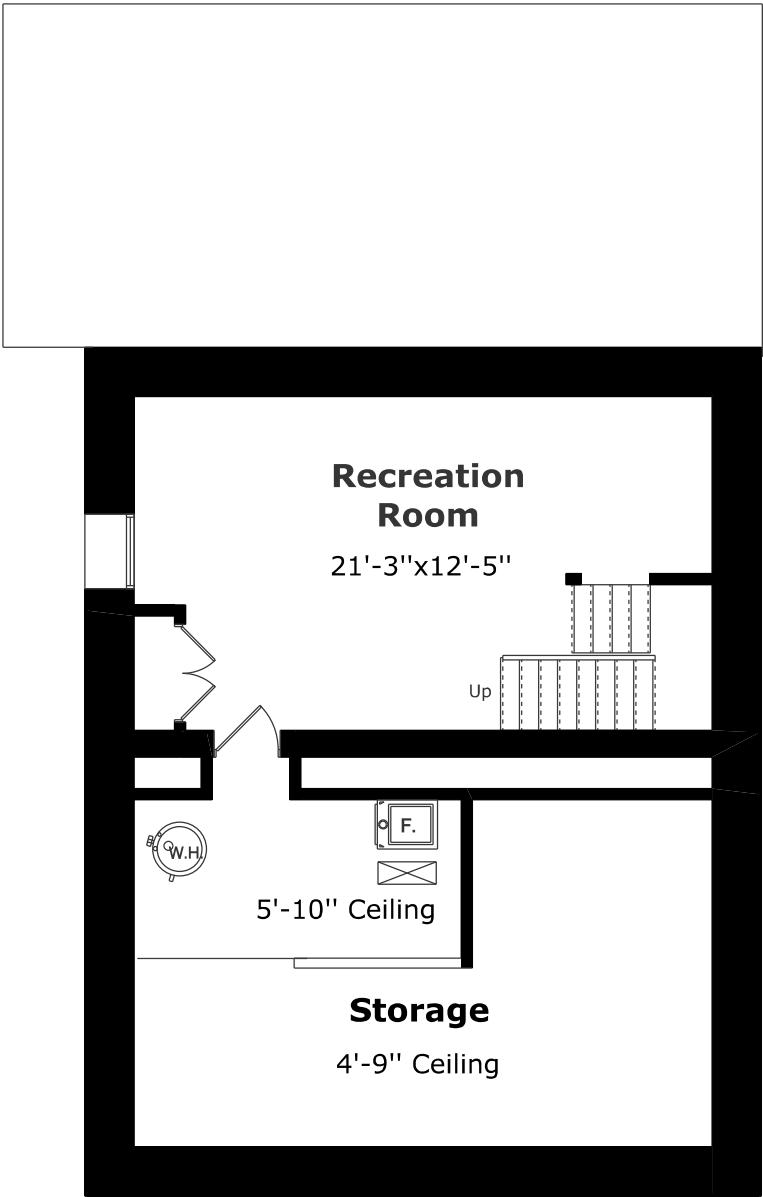 Recreation
Room
21'-3''x12'-5''
Up
W.H.
F.
5'-10'' Ceiling
Storage
4'-9'' Ceiling